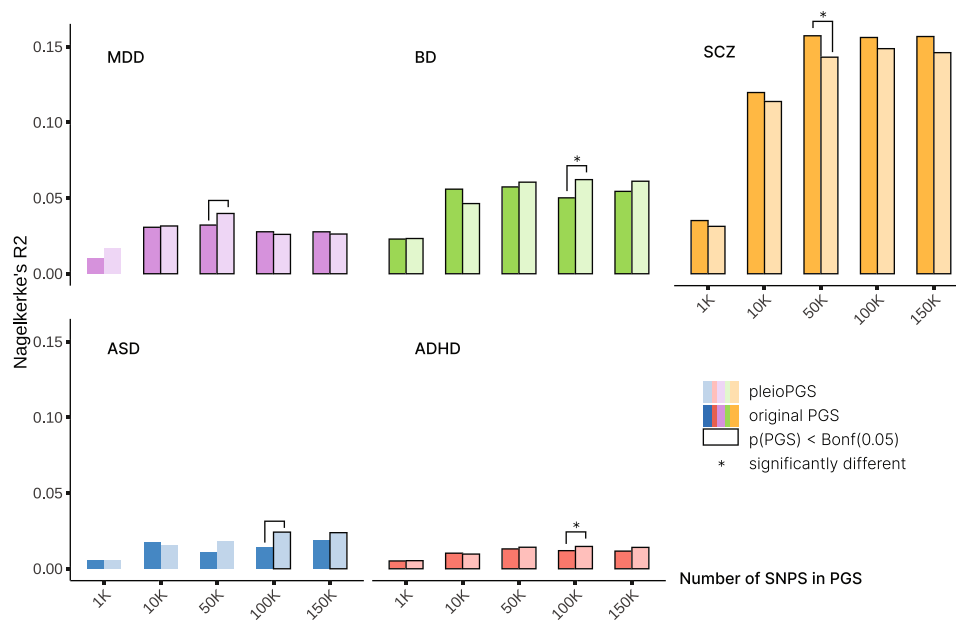 MDD
BD
SCZ
0.15
0.10
0.05
0.00
*
*
1K
10K
50K
100K
150K
Nagelkerke's R2
ASD
ADHD
0.15
0.10
0.05
0.00
*
1K
10K
50K
100K
150K
1K
10K
50K
100K
150K
pleioPGS
original PGS
p(PGS) < Bonf(0.05)
* significantly different
Number of SNPS in PGS